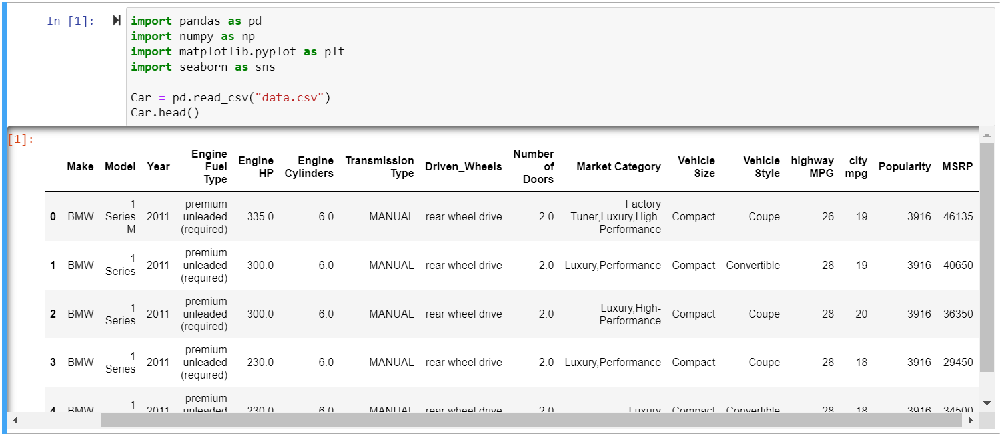 In [1]:
import pandas as pd
import numpy as np
import matplotlib.pyplot as plt
import seaborn as sns
Car = pd.read_csv("data.csv")
Car.head()
[1]:
Make Model Year Engine Fuel Type Engine HP Engine Cylinders Transmission Type Driven_Wheels Number of Doors Market Category Vehicle Size Vehicle Style highway MPG city mpg Popularity MSRP
0 BMW 1 Series M 2011 premium unleaded (required) 335.0 6.0 MANUAL rear wheel drive 2.0 Factory Tuner,Luxury,High-Performance Compact Coupe 26 19 3916 46135
1 BMW 1 Series 2011 premium unleaded (required) 300.0 6.0 MANUAL rear wheel drive 2.0 Luxury,Performance Compact Convertible 28 19 3916 40650
2 BMW 1 Series 2011 premium unleaded (required) 300.0 6.0 MANUAL rear wheel drive 2.0 Luxury,High-Performance Compact Coupe 28 20 3916 36350
3 BMW 1 Series 2011 premium unleaded (required) 230.0 6.0 MANUAL rear wheel drive 2.0 Luxury,Performance Compact Coupe 28 18 3916 29450
4 BMW 1 2011 premium unleaded 230.0 6.0 MANUAL rear wheel drive 2.0 Luxury Compact Convertible 28 18 3916 34500